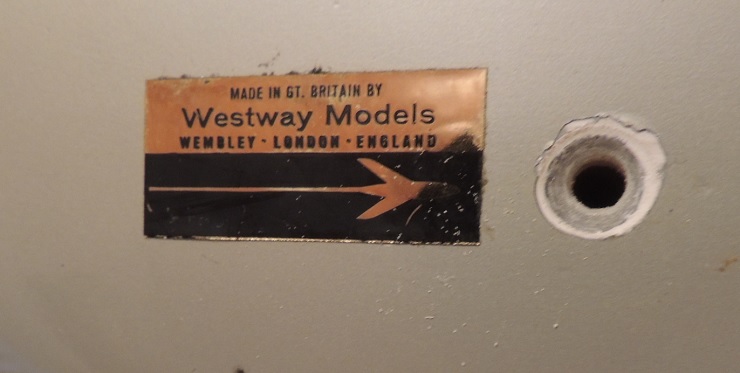 MADE IN GT. BRITAIN BY
Westway Models
WEMBLEY · LONDON · ENGLAND